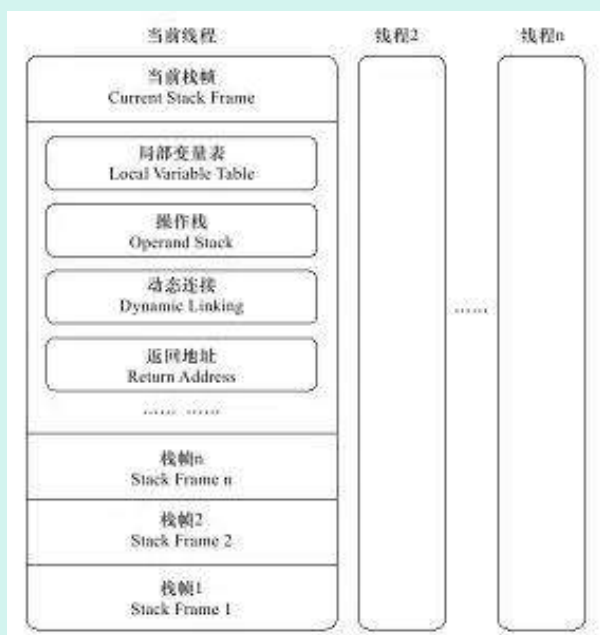 当前线程
线程2
线程n
当前栈帧
Current Stack Frame
局部变量表
Local Variable Table
操作栈
Operand Stack
动态连接
Dynamic Linking
返回地址
Return Address
…… ……
……
栈帧n
Stack Frame n
栈帧2
Stack Frame 2
栈帧1
Stack Frame 1